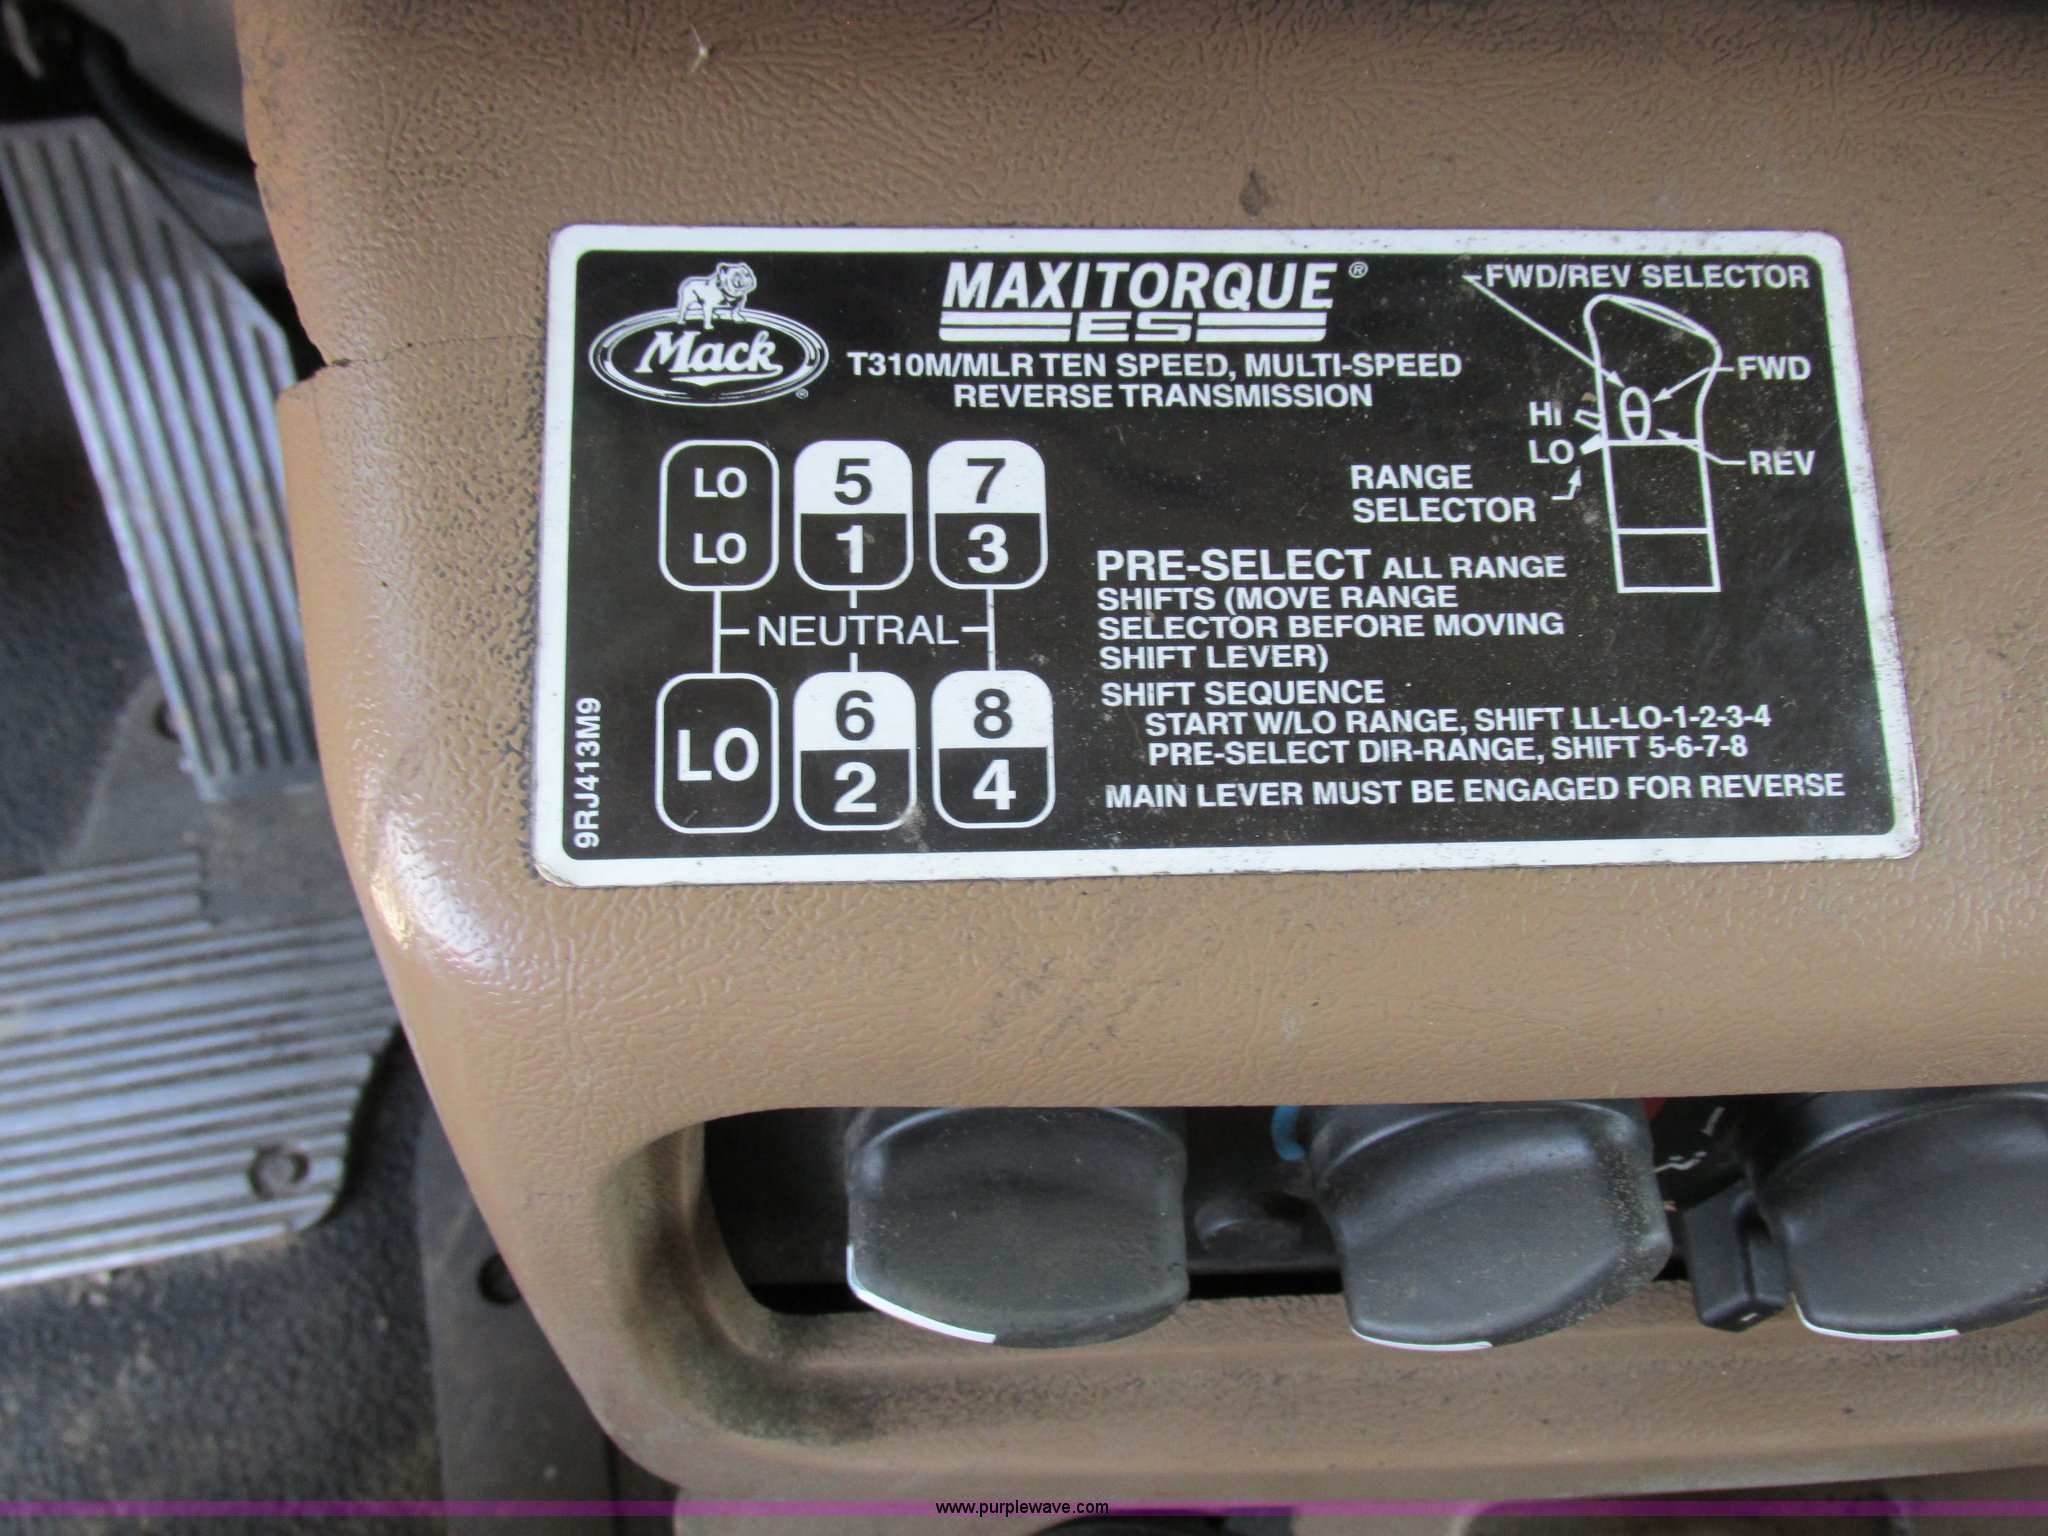 Mack
®
MAXITORQUE®
ES
T310M/MLR TEN SPEED, MULTI-SPEED
REVERSE TRANSMISSION
FWD/REV SELECTOR
FWD
HI
LO
REV
RANGE
SELECTOR
LO 5 7
LO 1 3
NEUTRAL
LO 6 8
2 4
PRE-SELECT ALL RANGE
SHIFTS (MOVE RANGE
SELECTOR BEFORE MOVING
SHIFT LEVER)
SHIFT SEQUENCE
START W/LO RANGE, SHIFT LL-LO-1-2-3-4
PRE-SELECT DIR-RANGE, SHIFT 5-6-7-8
MAIN LEVER MUST BE ENGAGED FOR REVERSE
9RJ413M9
www.purplewave.com